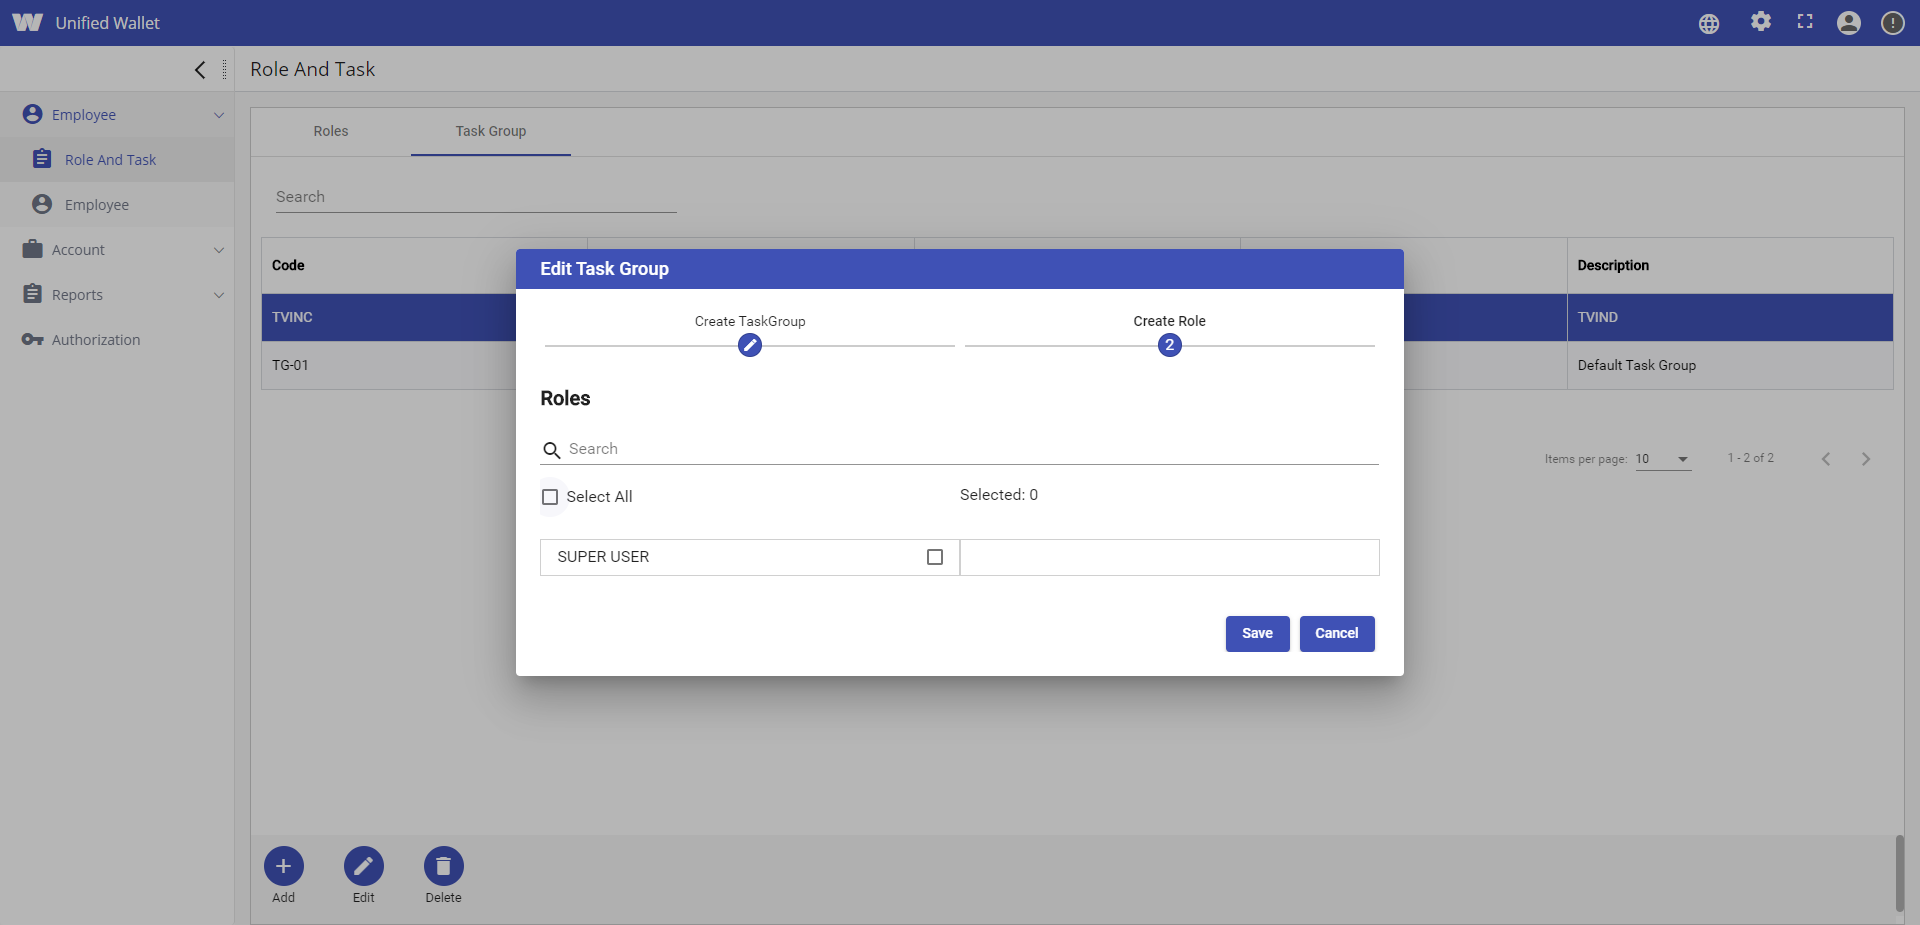 Unified Wallet
Role And Task
Employee
Role And Task
Employee
Account
Reports
Authorization
Roles
Task Group
Search
Code
Description
TVINC
TVIND
TG-01
Default Task Group
Items per page: 10
1 - 2 of 2
Edit Task Group
Create TaskGroup
Create Role
2
Roles
Search
Select All
Selected: 0
SUPER USER
Save
Cancel
Add
Edit
Delete